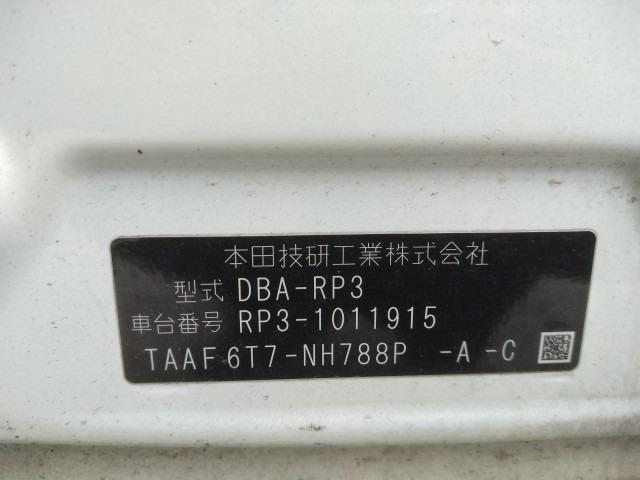 本田技研工業株式会社
型式 DBA-RP3
車台番号 RP3-1011915
TAAF6T7-NH788P -A-C